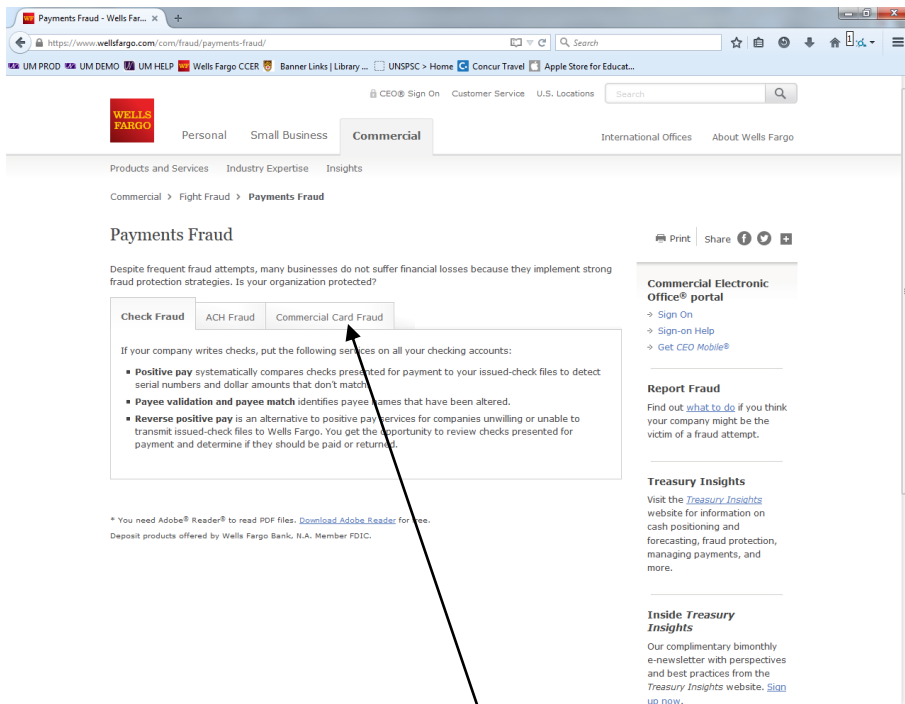 Payments Fraud - Wells Far...
https://www.wellsfargo.com/com/fraud/payments-fraud/
Search
1
UM PROD UM DEMO UM HELP Wells Fargo CCER Banner Links | Library ... UNSPSC > Home Concur Travel Apple Store for Educat...
CEO® Sign On Customer Service U.S. Locations Search
WELLS
FARGO
Personal Small Business Commercial International Offices About Wells Fargo
Products and Services Industry Expertise Insights
Commercial > Fight Fraud > Payments Fraud
Payments Fraud
Print Share
Despite frequent fraud attempts, many businesses do not suffer financial losses because they implement strong
fraud protection strategies. Is your organization protected?
Check Fraud ACH Fraud Commercial Card Fraud
If your company writes checks, put the following services on all your checking accounts:
▪ Positive pay systematically compares checks presented for payment to your issued-check files to detect
serial numbers and dollar amounts that don't match.
▪ Payee validation and payee match identifies payee names that have been altered.
▪ Reverse positive pay is an alternative to positive pay services for companies unwilling or unable to
transmit issued-check files to Wells Fargo. You get the opportunity to review checks presented for
payment and determine if they should be paid or returned.
* You need Adobe® Reader® to read PDF files. Download Adobe Reader for free.
Deposit products offered by Wells Fargo Bank, N.A. Member FDIC.
Commercial Electronic
Office® portal
→ Sign On
→ Sign-on Help
→ Get CEO Mobile®
Report Fraud
Find out what to do if you think
your company might be the
victim of a fraud attempt.
Treasury Insights
Visit the Treasury Insights
website for information on
cash positioning and
forecasting, fraud protection,
managing payments, and
more.
Inside Treasury
Insights
Our complimentary bimonthly
e-newsletter with perspectives
and best practices from the
Treasury Insights website. Sign
up now.